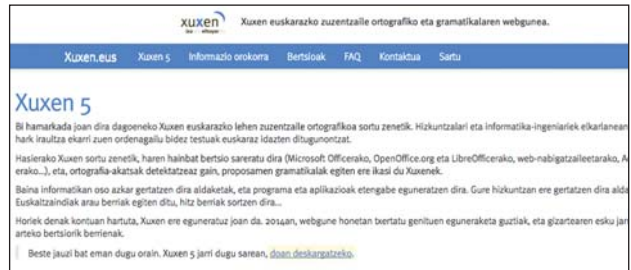 xuxen Xuxen euskarazko zuzentzaile ortografiko eta gramatikalaren webgunea.
Xuxen.eus Xuxen 5 Informazio orokorra Bertsioak FAQ Kontaktua Sartu
Xuxen 5
Bi hamarkada joan dira dagoeneko Xuxen euskarazko lehen zuzentzaile ortografikoa sortu zenetik. Hizkuntzalari eta informatika-ingeniariek elkarlanean
hark iraultza ekarri zuen ordenagailu bidez testuak euskaraz idazten ditugunontzat.
Hasierako Xuxen sortu zenetik, haren hainbat bertsio sareratu dira (Microsoft Officerako, OpenOffice.org eta LibreOfficerako, web-nabigatzaileetarako, A
erako...), eta, ortografia-akatsak detektatzeaz gain, proposamen gramatikalak egiten ere ikasi du Xuxenek.
Baina informatikan oso azkar gertatzen dira aldaketak, eta programa eta aplikazioak etengabe eguneratzen dira. Gure hizkuntzan ere gertatzen dira alda
Euskaltzaindiak arau berriak egiten ditu, hitz berriak sortzen dira...
Horiek denak kontuan hartuta, Xuxen ere eguneratuz joan da. 2014an, webgune honetan txertatu genituen eguneraketa guztiak, eta gizartearen esku jar
arteko bertsiorik berrienak.
Beste jauzi bat eman dugu orain. Xuxen 5 jarri dugu sarean, doan deskargatzeko.